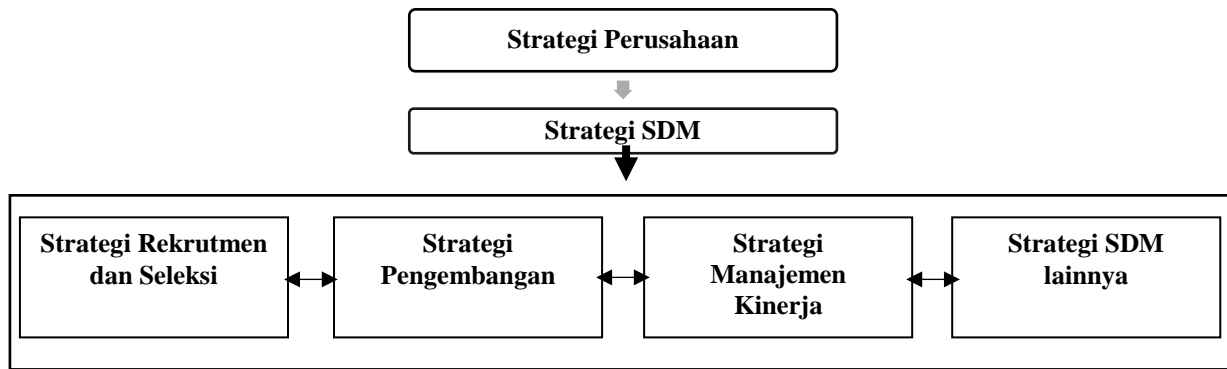 Strategi Perusahaan
Strategi SDM
Strategi Rekrutmen
dan Seleksi
Strategi
Pengembangan
Strategi
Manajemen
Kinerja
Strategi SDM
lainnya